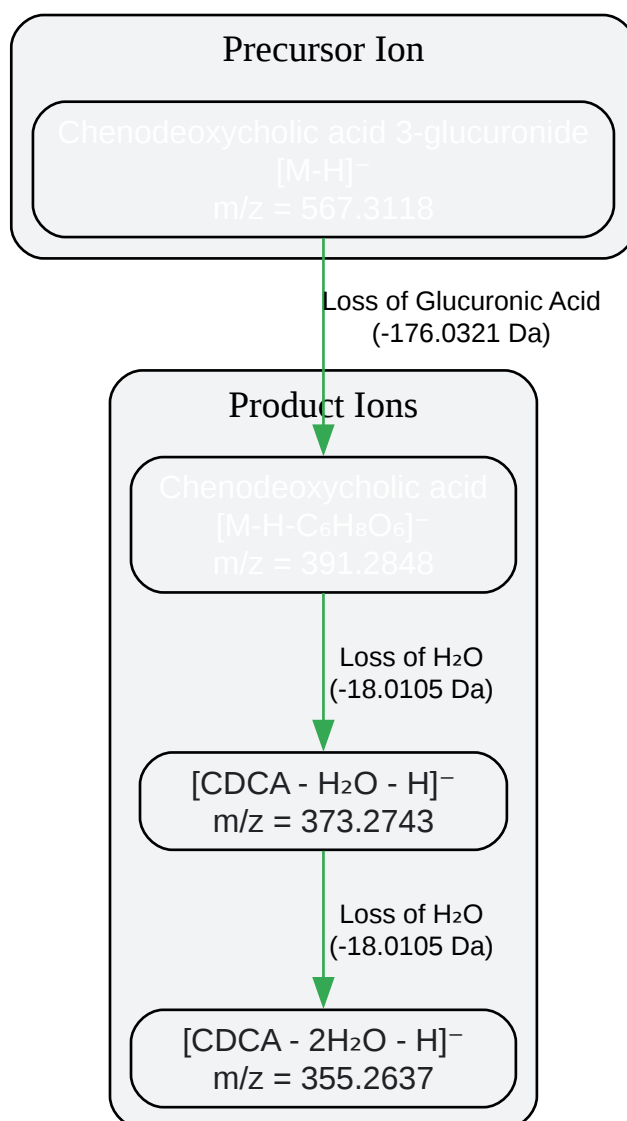 Precursor Ion
Chenodeoxycholic acid 3-glucuronide
[M-H]⁻
m/z = 567.3118
Loss of Glucuronic Acid
(-176.0321 Da)
Product Ions
Chenodeoxycholic acid
[M-H-C₆H₈O₆]⁻
m/z = 391.2848
Loss of H₂O
(-18.0105 Da)
[CDCA - H₂O - H]⁻
m/z = 373.2743
Loss of H₂O
(-18.0105 Da)
[CDCA - 2H₂O - H]⁻
m/z = 355.2637